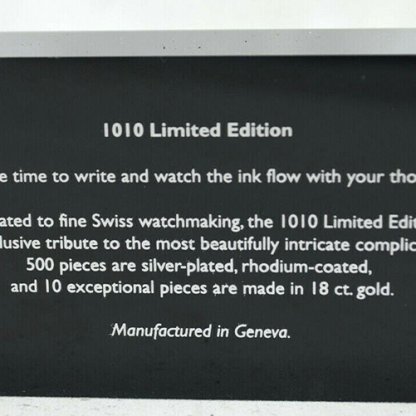 1010 Limited Edition
e time to write and watch the ink flow with your tho
ated to fine Swiss watchmaking, the 1010 Limited Edit
lusive tribute to the most beautifully intricate complic
500 pieces are silver-plated, rhodium-coated,
and 10 exceptional pieces are made in 18 ct. gold.
Manufactured in Geneva.